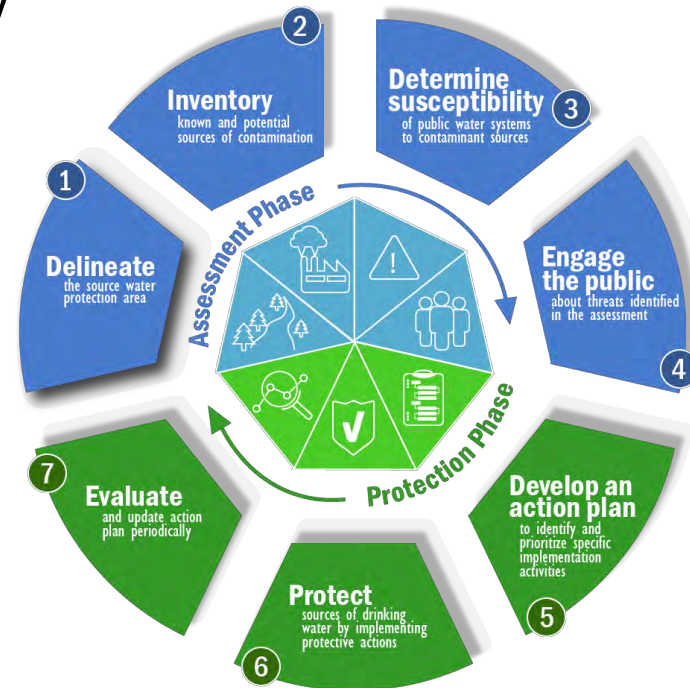 1
Delineate
the source water
protection area
2
Inventory
known and potential
sources of contamination
3
Determine
susceptibility
of public water systems
to contaminant sources
4
Engage
the public
about threats identified
in the assessment
5
Develop an
action plan
to identify and
prioritize specific
implementation
activities
6
Protect
sources of drinking
water by implementing
protective actions
7
Evaluate
and update action
plan periodically
Assessment Phase
Protection Phase
!